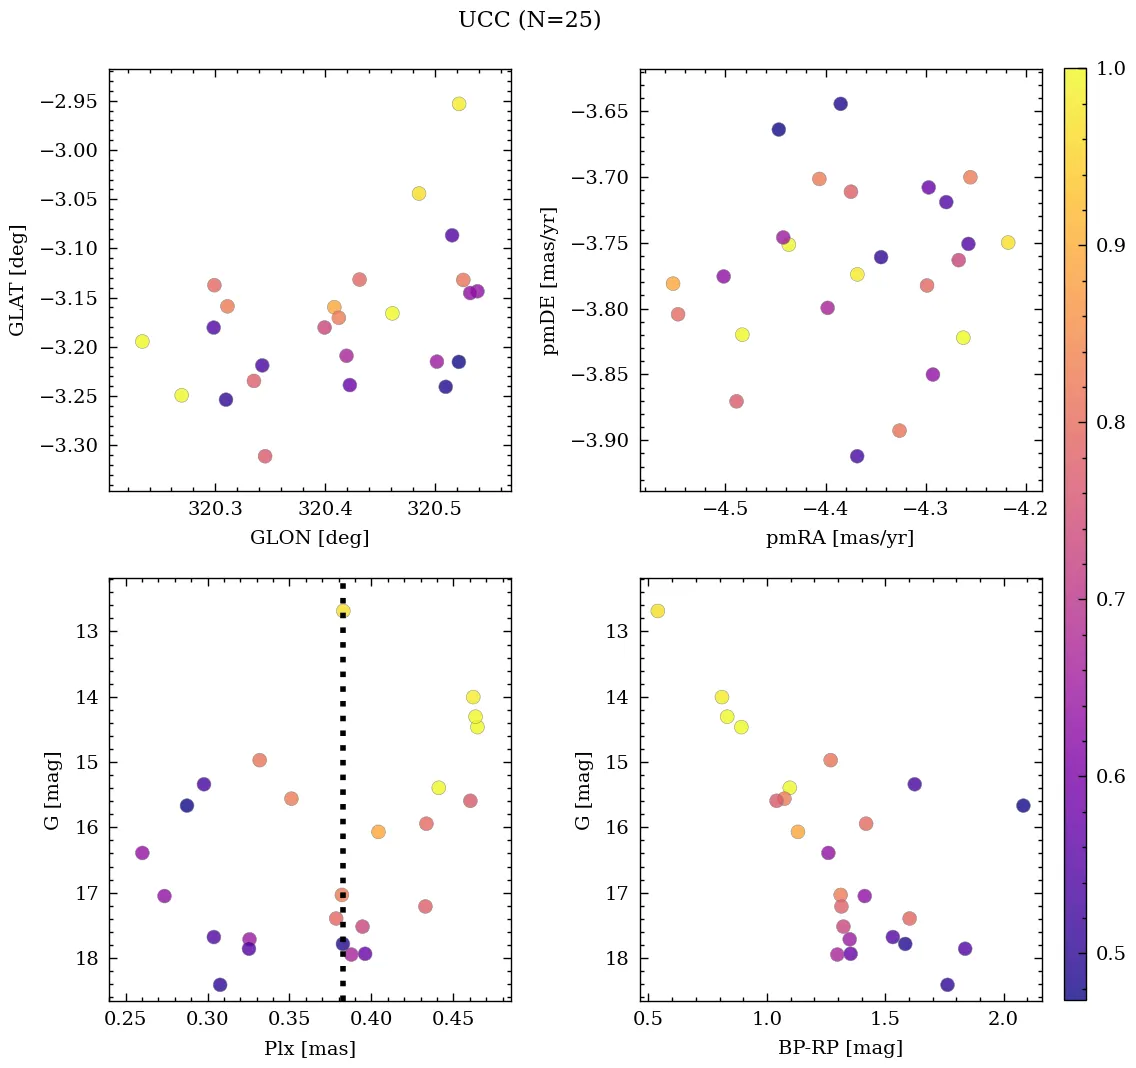 UCC (N=25)
−2.95
−3.00
−3.05
−3.10
−3.15
−3.20
−3.25
−3.30
GLAT [deg]
320.3 320.4 320.5
GLON [deg]
−3.65
−3.70
−3.75
−3.80
−3.85
−3.90
pmDE [mas/yr]
−4.5 −4.4 −4.3 −4.2
pmRA [mas/yr]
13
14
15
16
17
18
G [mag]
0.25 0.30 0.35 0.40 0.45
Plx [mas]
13
14
15
16
17
18
G [mag]
0.5 1.0 1.5 2.0
BP-RP [mag]
1.0
0.9
0.8
0.7
0.6
0.5